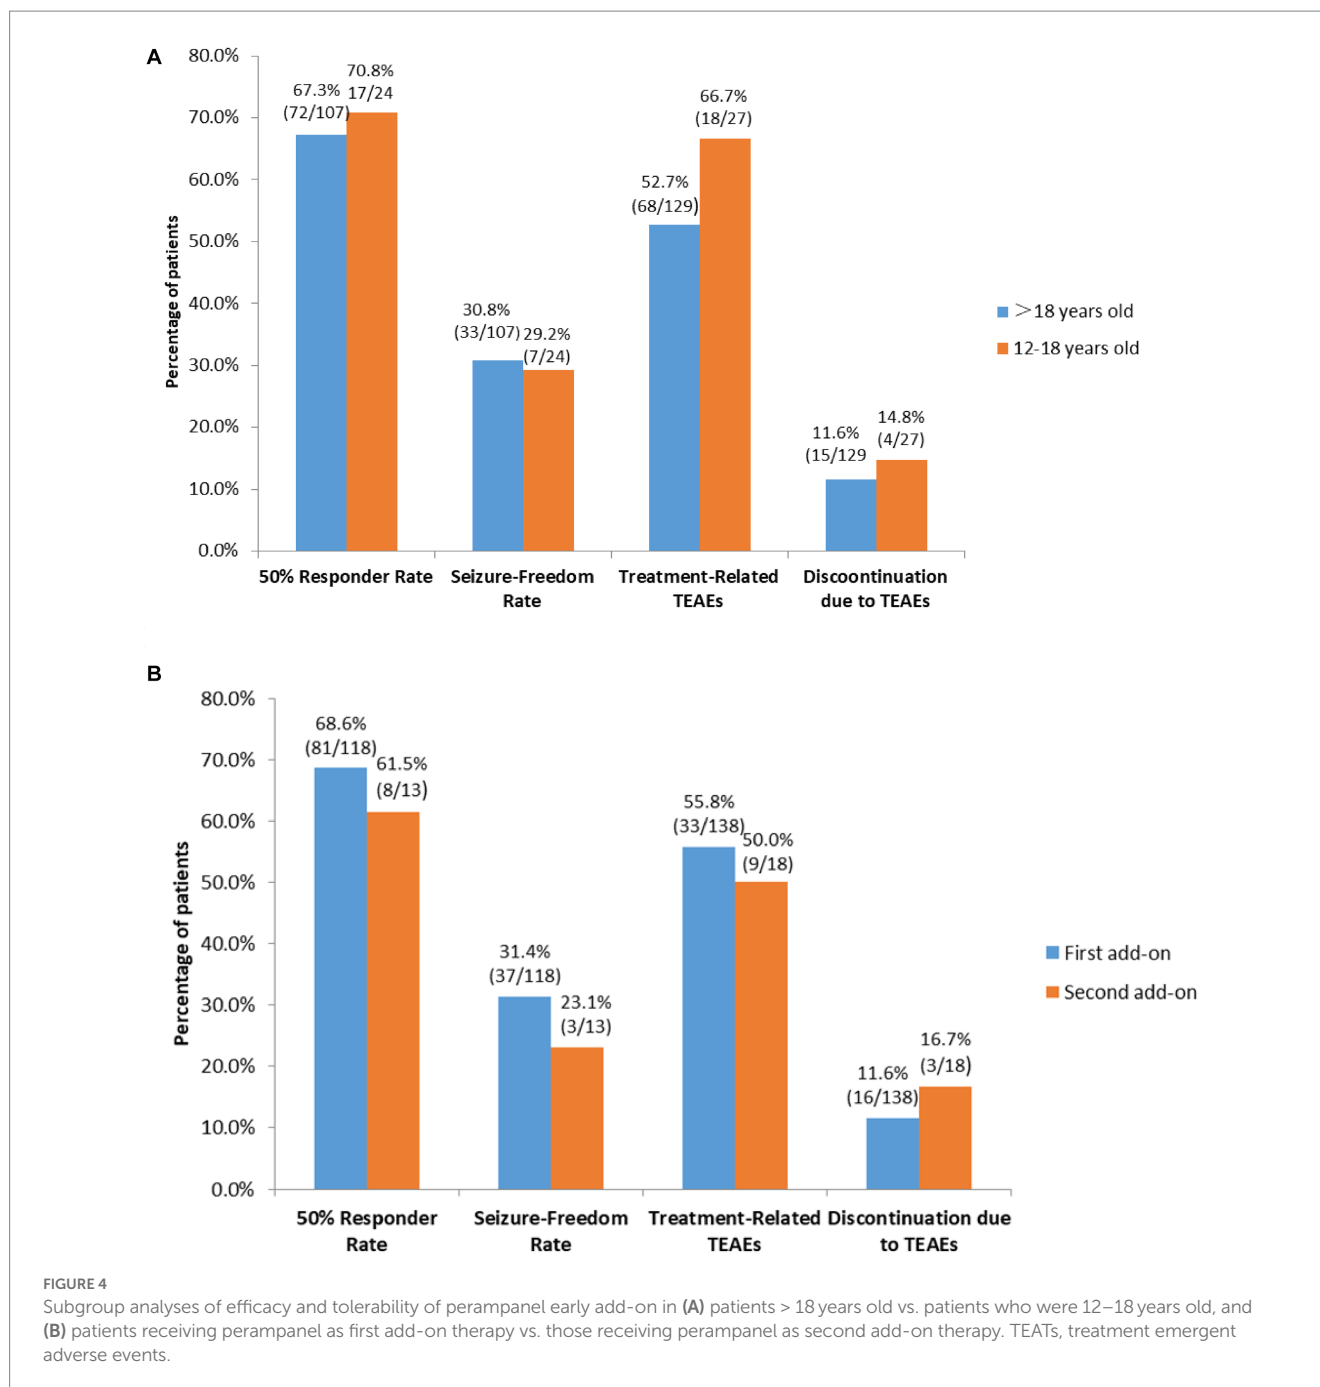 A
80.0%
70.0%
60.0%
50.0%
40.0%
30.0%
20.0%
10.0%
0.0%
Percentage of patients
67.3%
(72/107)
70.8%
17/24
30.8%
(33/107)
29.2%
(7/24)
52.7%
(68/129)
66.7%
(18/27)
11.6%
(15/129
14.8%
(4/27)
50% Responder Rate
Seizure-Freedom
Rate
Treatment-Related
TEAEs
Discoontinuation
due to TEAEs
＞18 years old
12-18 years old
B
80.0%
70.0%
60.0%
50.0%
40.0%
30.0%
20.0%
10.0%
0.0%
Percentage of patients
68.6%
(81/118)
61.5%
(8/13)
31.4%
(37/118)
23.1%
(3/13)
55.8%
(33/138)
50.0%
(9/18)
11.6%
(16/138)
16.7%
(3/18)
50% Responder
Rate
Seizure-Freedom
Rate
Treatment-Related
TEAEs
Discontinuation due
to TEAEs
First add-on
Second add-on
FIGURE 4
Subgroup analyses of efficacy and tolerability of perampanel early add-on in (A) patients > 18 years old vs. patients who were 12–18 years old, and
(B) patients receiving perampanel as first add-on therapy vs. those receiving perampanel as second add-on therapy. TEATs, treatment emergent
adverse events.